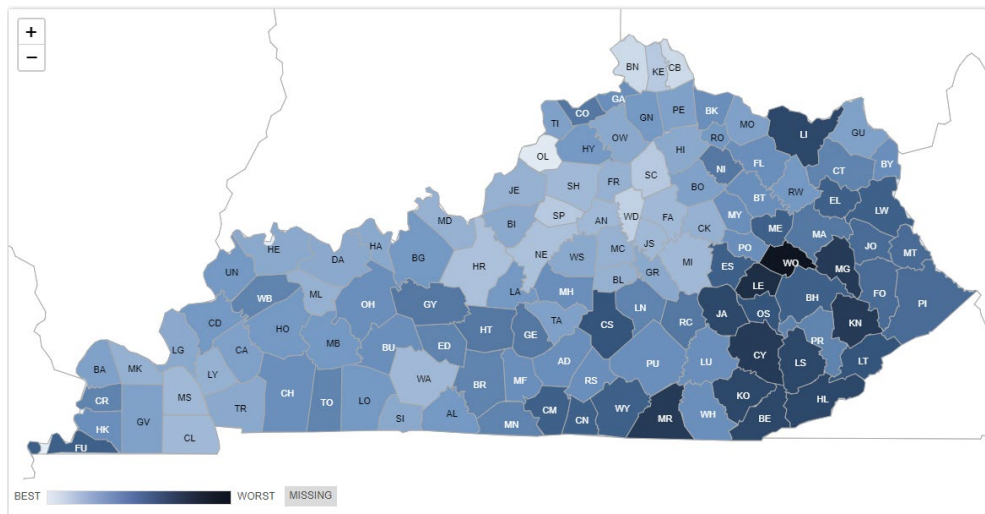 +
−
BN KE CB
GA
CO PE BK
TI GN MO LI GU
OW RO
HY
OL HI NI FL CT BY
SC
JE SH FR BO BT RW EL LW
SP AN WD FA MY
MD BI CK ME MA
HA MC JS PO JO MT
HE NE WS
DA BG HR GR MI ES WO MG
UN BL LE
WB ML LA MH BH FO PI
OH GY LN JA OS
CD HO HT CS RC KN
TA
LG CA MB BU ED GE PR
AD PU LU CY LS LT
BA MK LY WA
BR MF RS
MS CH TO LO KO HL
CR TR CM WY
GV SI AL CN MR WH BE
HK MN
CL
FU
BEST WORST MISSING